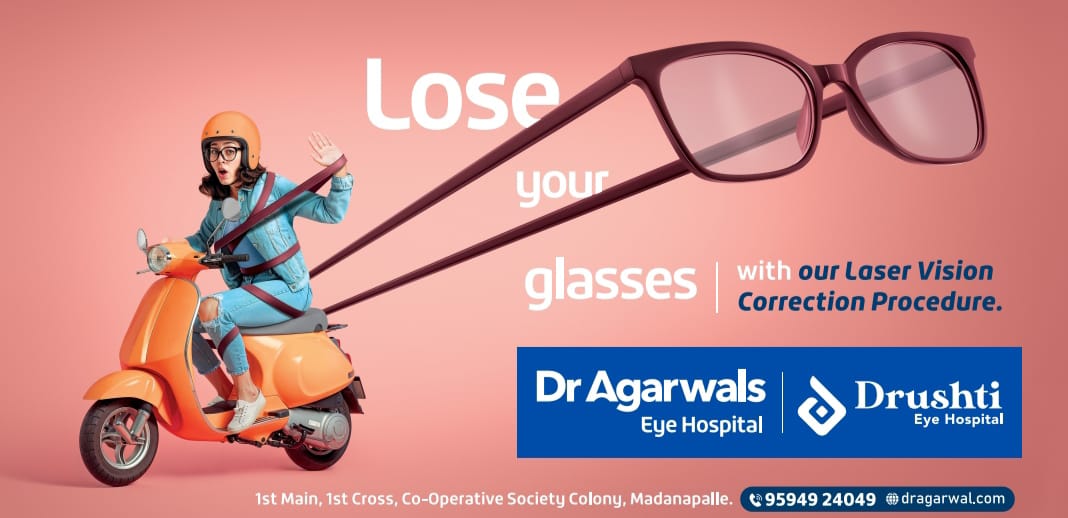 Lose
your
glasses
with our Laser Vision
Correction Procedure.
Dr Agarwals
Eye Hospital
Drushti
Eye Hospital
1st Main, 1st Cross, Co-Operative Society Colony, Madanapalle. 95949 24049 dragarwal.com